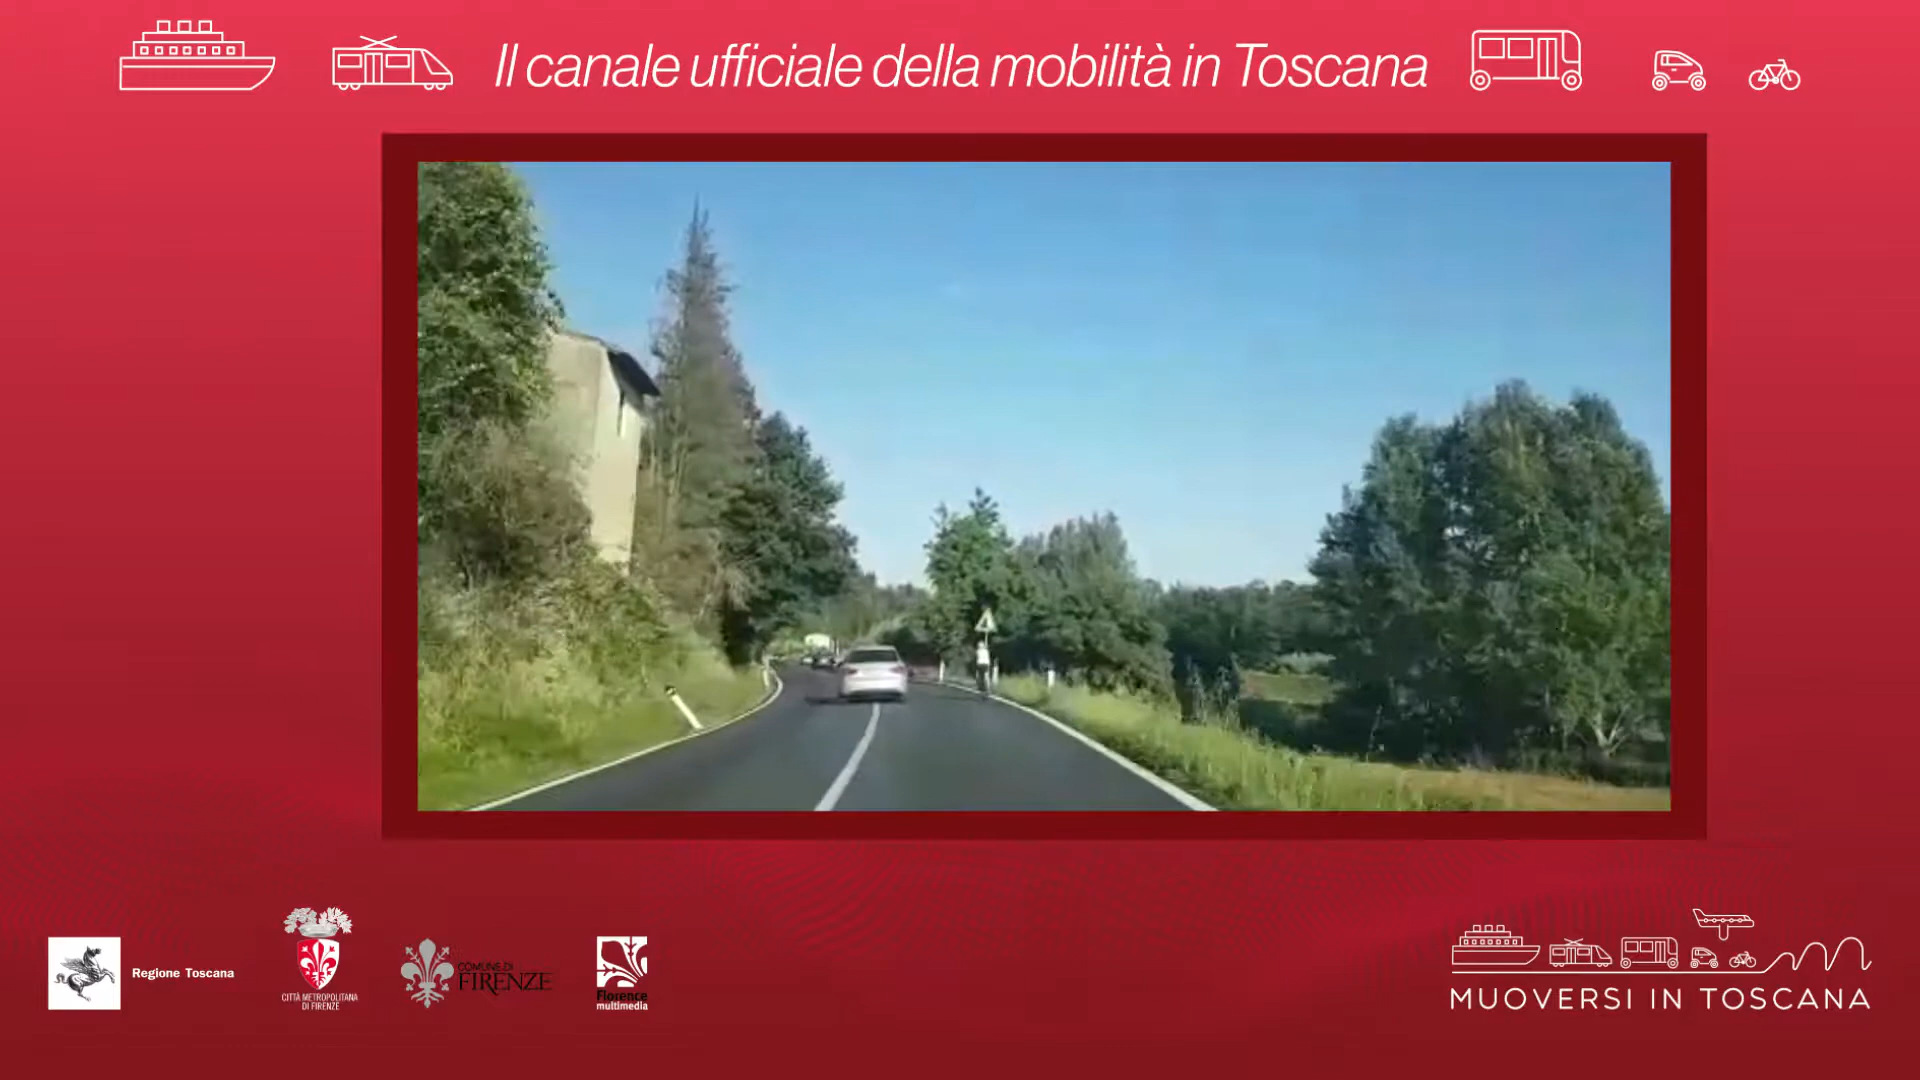 Il canale ufficiale della mobilità in Toscana
Regione Toscana
CITTÀ METROPOLITANA
DI FIRENZE
COMUNE DI
FIRENZE
Florence
multimedia
MUOVERSI IN TOSCANA